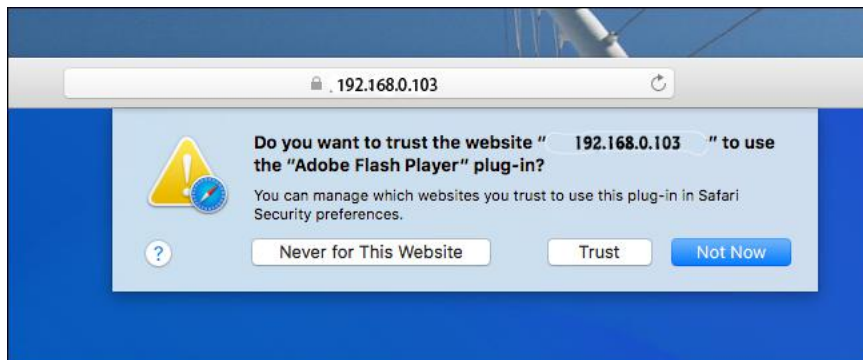 192.168.0.103
Do you want to trust the website " 192.168.0.103 " to use
the "Adobe Flash Player" plug-in?
You can manage which websites you trust to use this plug-in in Safari
Security preferences.
?
Never for This Website
Trust
Not Now